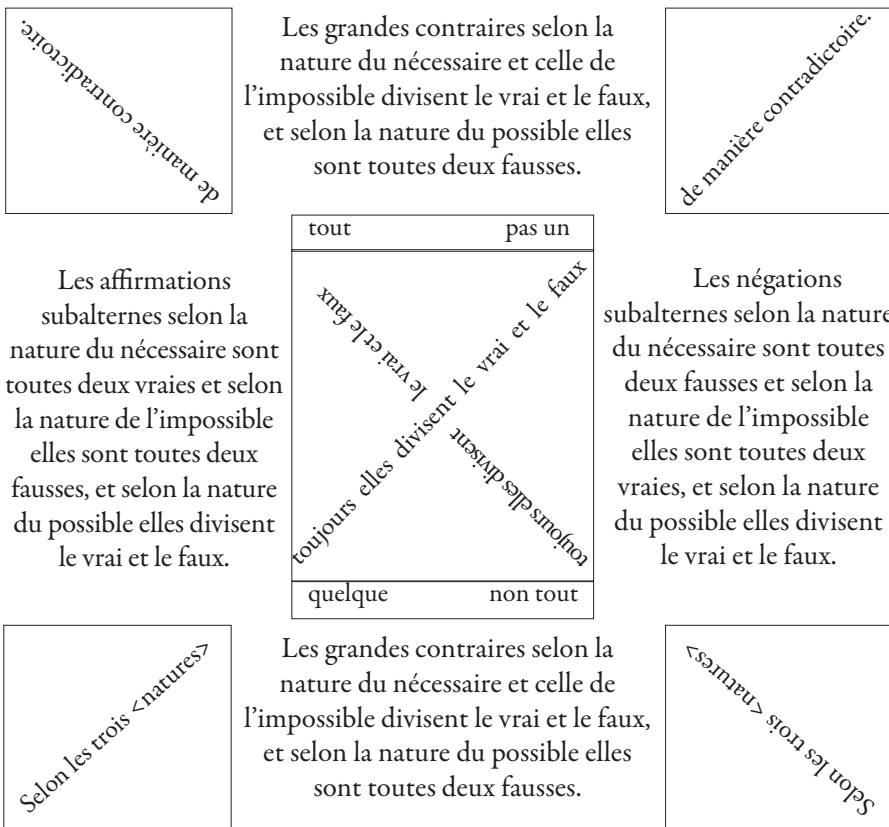 de manière contradictoire.
Les grandes contraires selon la
nature du nécessaire et celle de
l’impossible divisent le vrai et le faux,
et selon la nature du possible elles
sont toutes deux fausses.
de manière contradictoire.
Les affirmations
subalternes selon la
nature du nécessaire sont
toutes deux vraies et selon
la nature de l’impossible
elles sont toutes deux
fausses, et selon la nature
du possible elles divisent
le vrai et le faux.
tout
pas un
toujours elles divisent le vrai et le faux
toujours elles divisent
le vrai et le faux
quelque
non tout
Les négations
subalternes selon la nature
du nécessaire sont toutes
deux fausses et selon la
nature de l’impossible
elles sont toutes deux
vraies, et selon la nature
du possible elles divisent
le vrai et le faux.
Selon les trois <natures>
Les grandes contraires selon la
nature du nécessaire et celle de
l’impossible divisent le vrai et le faux,
et selon la nature du possible elles
sont toutes deux fausses.
Selon les trois <natures>